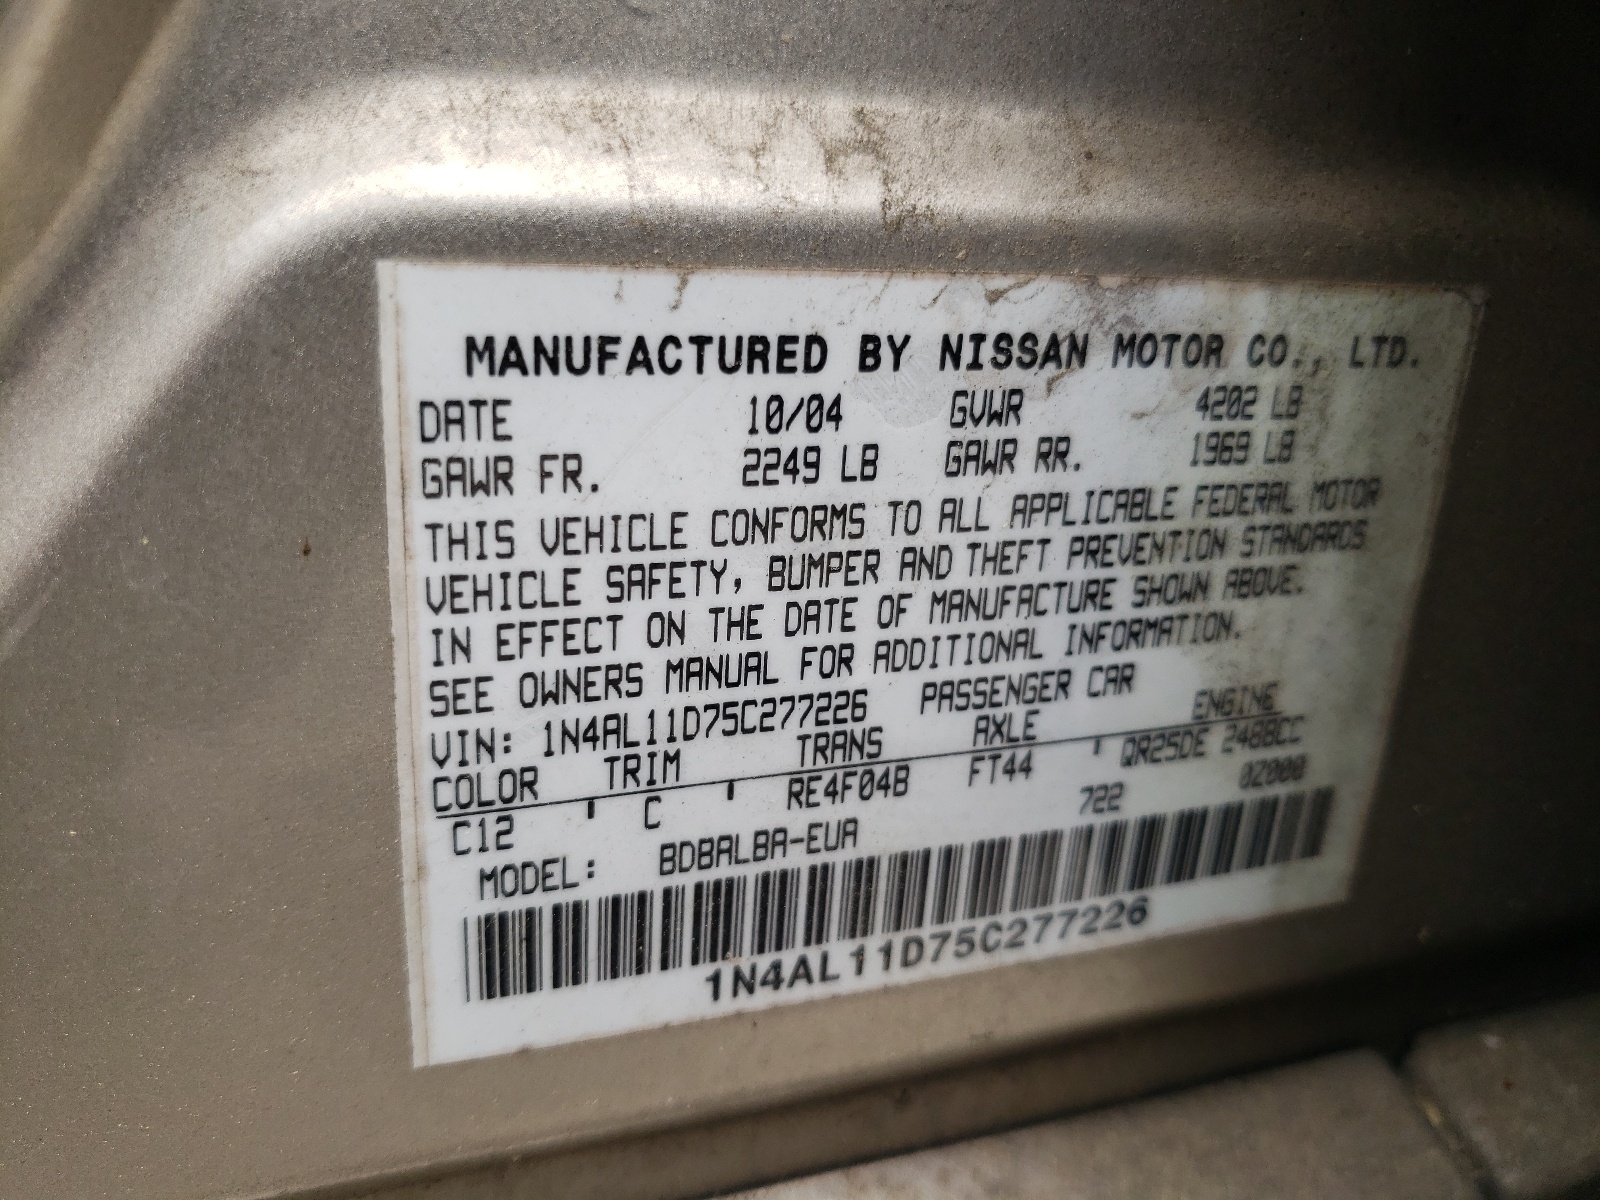 MANUFACTURED BY NISSAN MOTOR CO., LTD.
DATE 10/04 GVWR 4202 LB
GAWR FR. 2249 LB GAWR RR. 1969 LB
THIS VEHICLE CONFORMS TO ALL APPLICABLE FEDERAL MOTOR
VEHICLE SAFETY, BUMPER AND THEFT PREVENTION STANDARDS
IN EFFECT ON THE DATE OF MANUFACTURE SHOWN ABOVE.
SEE OWNERS MANUAL FOR ADDITIONAL INFORMATION.
VIN: 1N4AL11D75C277226 PASSENGER CAR
COLOR TRIM TRANS AXLE ENGINE
C12 C RE4F04B FT44 QR25DE 2488CC
MODEL: BDBALBA-EUA 722 02000
1N4AL11D75C277226